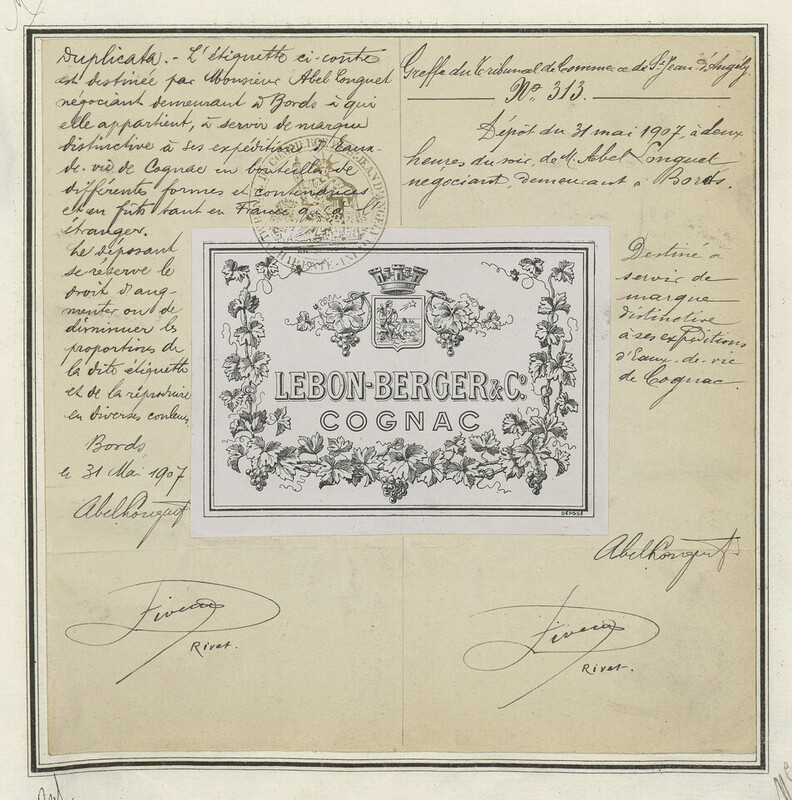 Duplicata. - L'étiquette ci-contre
est destinée par Monsieur Abel Longuet
négociant demeurant à Bords à qui
elle appartient, à servir de marque
distinctive à ses expéditions d'Eaux-
de-vie de Cognac en bouteilles de
différente formes et contenances
et en fûts tant en France qu'à l'
étranger.
Le déposant
se réserve le
droit d'aug-
menter ou de
diminuer les
proportions de
la dite étiquette
et de la reproduire
en diverses couleurs.
Bords
le 31 Mai 1907
Abel Longuet
Rivet.
Greffe du Tribunal de Commerce de St Jean-d'Angély.
No. 313.
Dépôt du 31 mai 1907, à deux
heures du soir, de M. Abel Longuet
négociant, demeurant à Bords.
LEBON-BERGER & Co.
COGNAC
DÉPOSÉ
Destiné à
servir de
marque
distinctive
à ses expéditions
d'Eaux-de-vie
de Cognac.
Abel Longuet
Rivet.